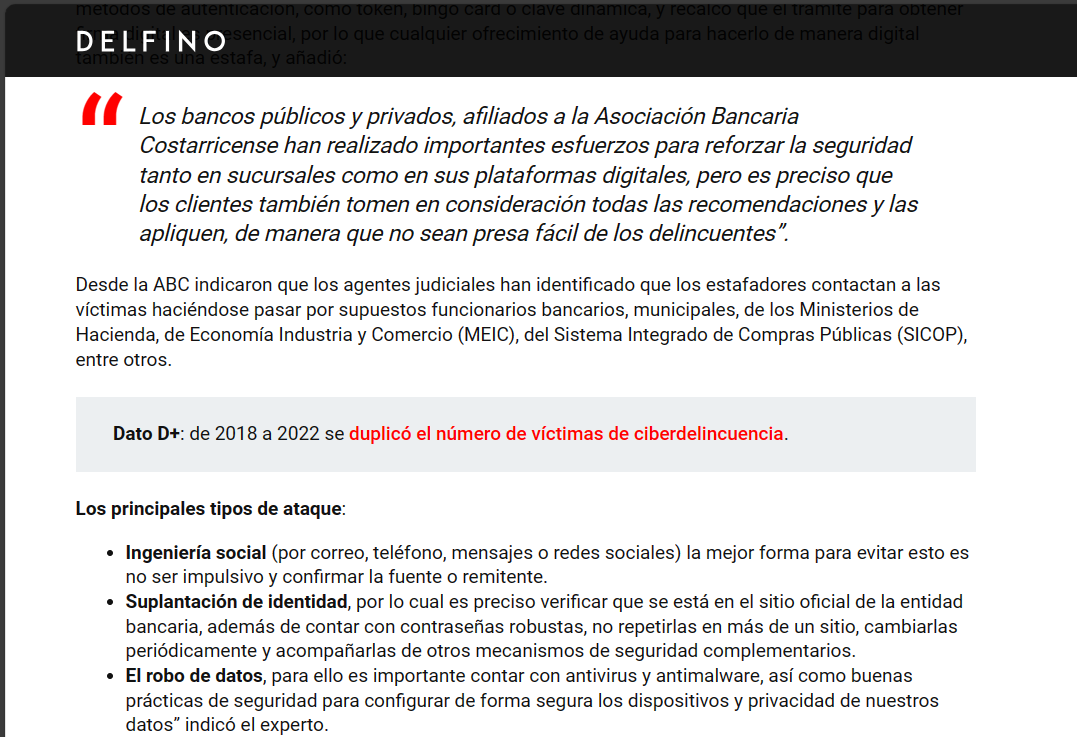 métodos de autenticación, como token, bingo card o clave dinámica, y recalcó que el trámite para obtener
presencial, por lo que cualquier ofrecimiento de ayuda para hacerlo de manera digital
DELFINO
también es una estafa, y añadió:
“
Los bancos públicos y privados, afiliados a la Asociación Bancaria
Costarricense han realizado importantes esfuerzos para reforzar la seguridad
tanto en sucursales como en sus plataformas digitales, pero es preciso que
los clientes también tomen en consideración todas las recomendaciones y las
apliquen, de manera que no sean presa fácil de los delincuentes”.
Desde la ABC indicaron que los agentes judiciales han identificado que los estafadores contactan a las
víctimas haciéndose pasar por supuestos funcionarios bancarios, municipales, de los Ministerios de
Hacienda, de Economía Industria y Comercio (MEIC), del Sistema Integrado de Compras Públicas (SICOP),
entre otros.
Dato D+: de 2018 a 2022 se duplicó el número de víctimas de ciberdelincuencia.
Los principales tipos de ataque:
• Ingeniería social (por correo, teléfono, mensajes o redes sociales) la mejor forma para evitar esto es
no ser impulsivo y confirmar la fuente o remitente.
• Suplantación de identidad, por lo cual es preciso verificar que se está en el sitio oficial de la entidad
bancaria, además de contar con contraseñas robustas, no repetirlas en más de un sitio, cambiarlas
periódicamente y acompañarlas de otros mecanismos de seguridad complementarios.
• El robo de datos, para ello es importante contar con antivirus y antimalware, así como buenas
prácticas de seguridad para configurar de forma segura los dispositivos y privacidad de nuestros
datos” indicó el experto.